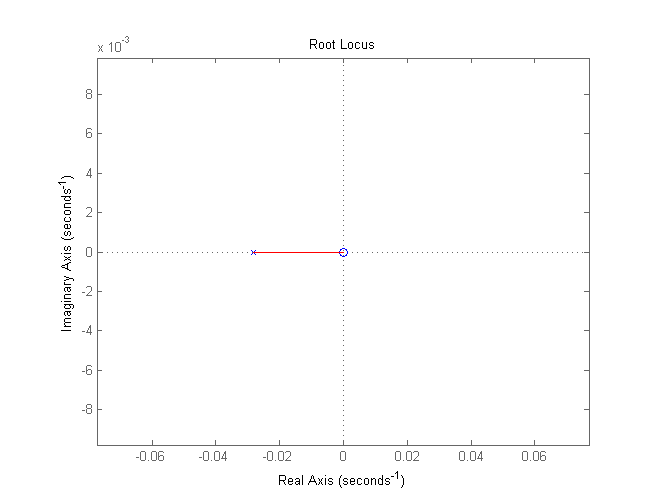 Root Locus
x 10⁻³
8
6
4
2
0
-2
-4
-6
-8
-0.06 -0.04 -0.02 0 0.02 0.04 0.06
Real Axis (seconds⁻¹)
Imaginary Axis (seconds⁻¹)